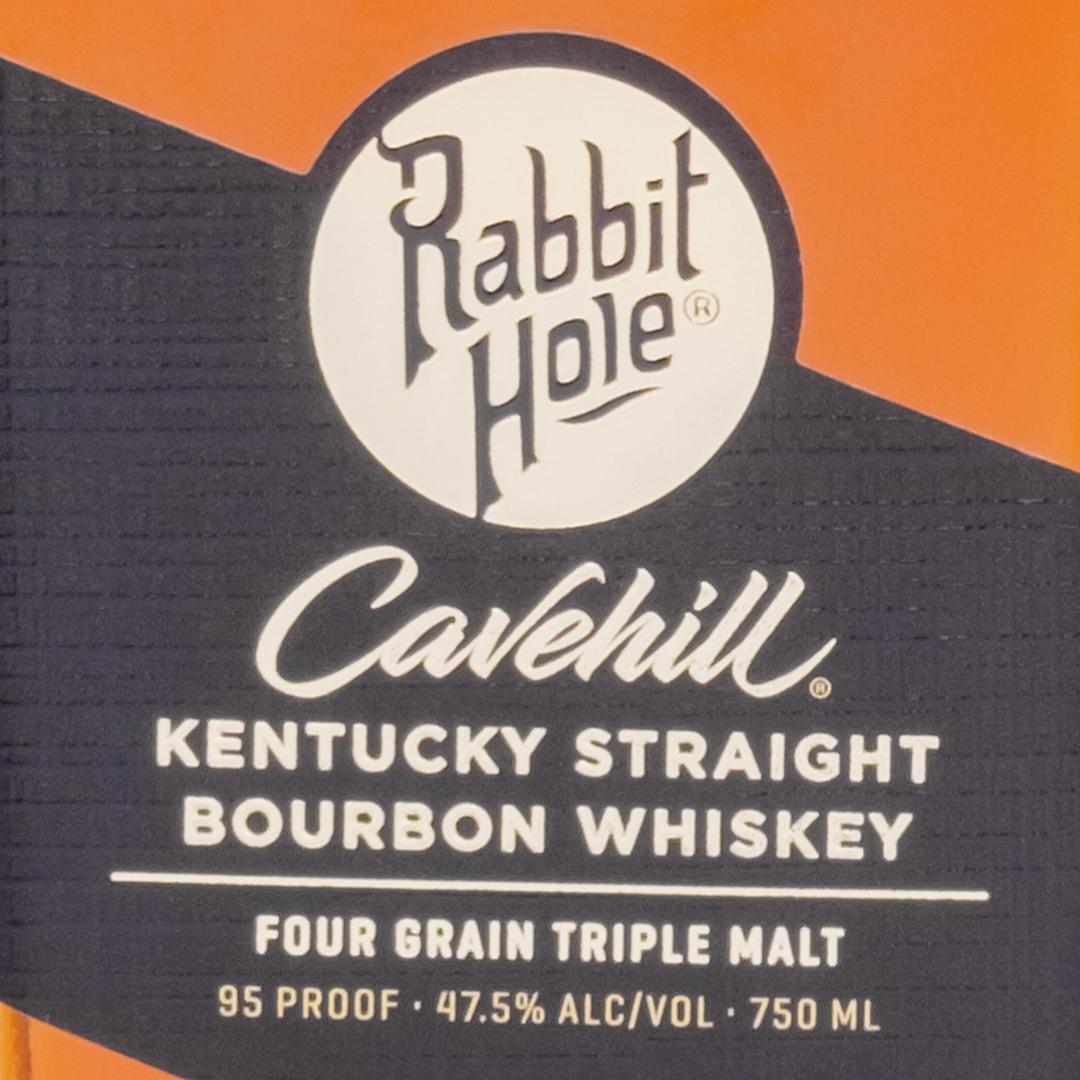 Rabbit
Hole®
Cavehill®
KENTUCKY STRAIGHT
BOURBON WHISKEY
FOUR GRAIN TRIPLE MALT
95 PROOF · 47.5% ALC/VOL · 750 ML